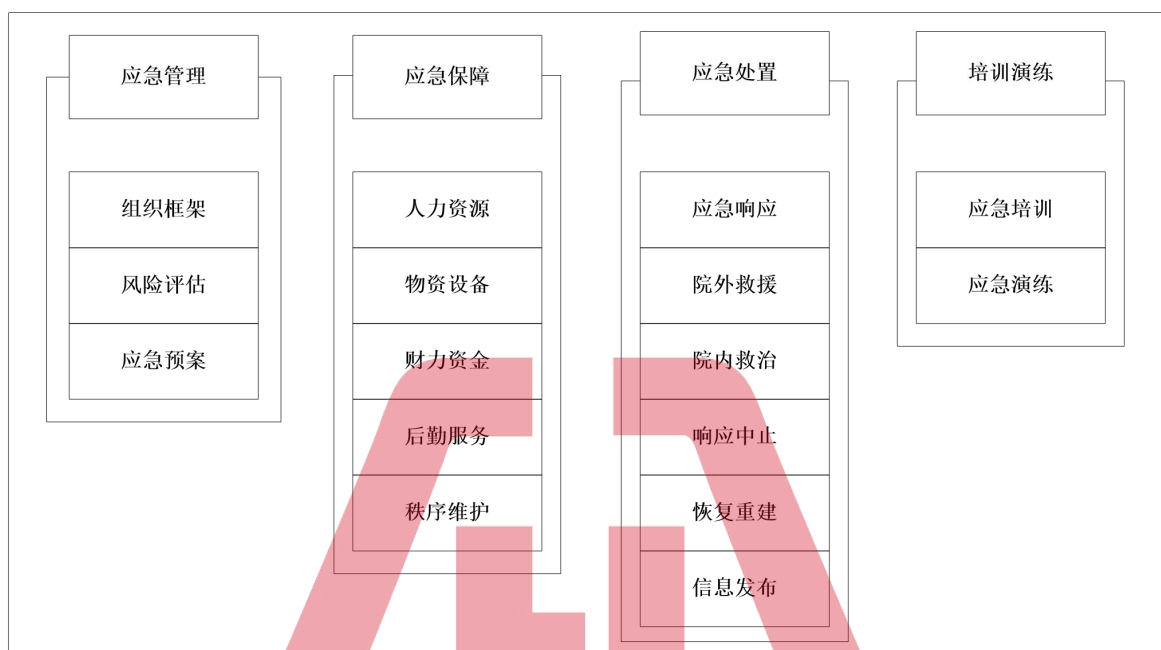 应急管理
组织框架
风险评估
应急预案
应急保障
人力资源
物资设备
财力资金
后勤服务
秩序维护
应急处置
应急响应
院外救援
院内救治
响应中止
恢复重建
信息发布
培训演练
应急培训
应急演练